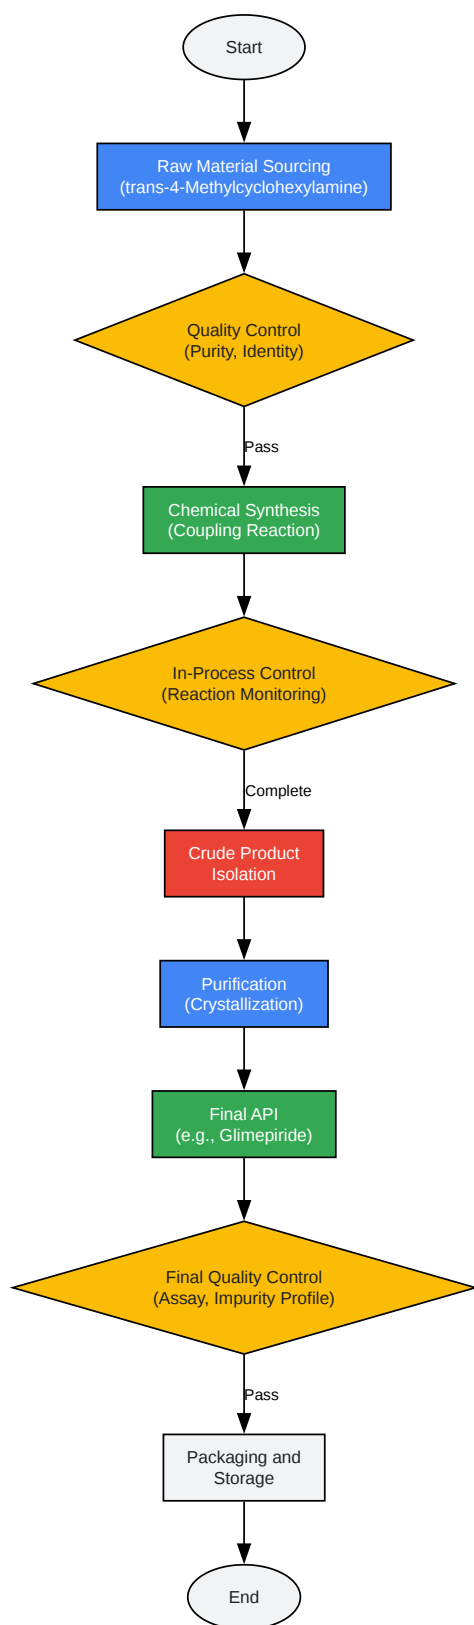 Start
Raw Material Sourcing
(trans-4-Methylcyclohexylamine)
Quality Control
(Purity, Identity)
Pass
Chemical Synthesis
(Coupling Reaction)
In-Process Control
(Reaction Monitoring)
Complete
Crude Product
Isolation
Purification
(Crystallization)
Final API
(e.g., Glimepiride)
Final Quality Control
(Assay, Impurity Profile)
Pass
Packaging and
Storage
End